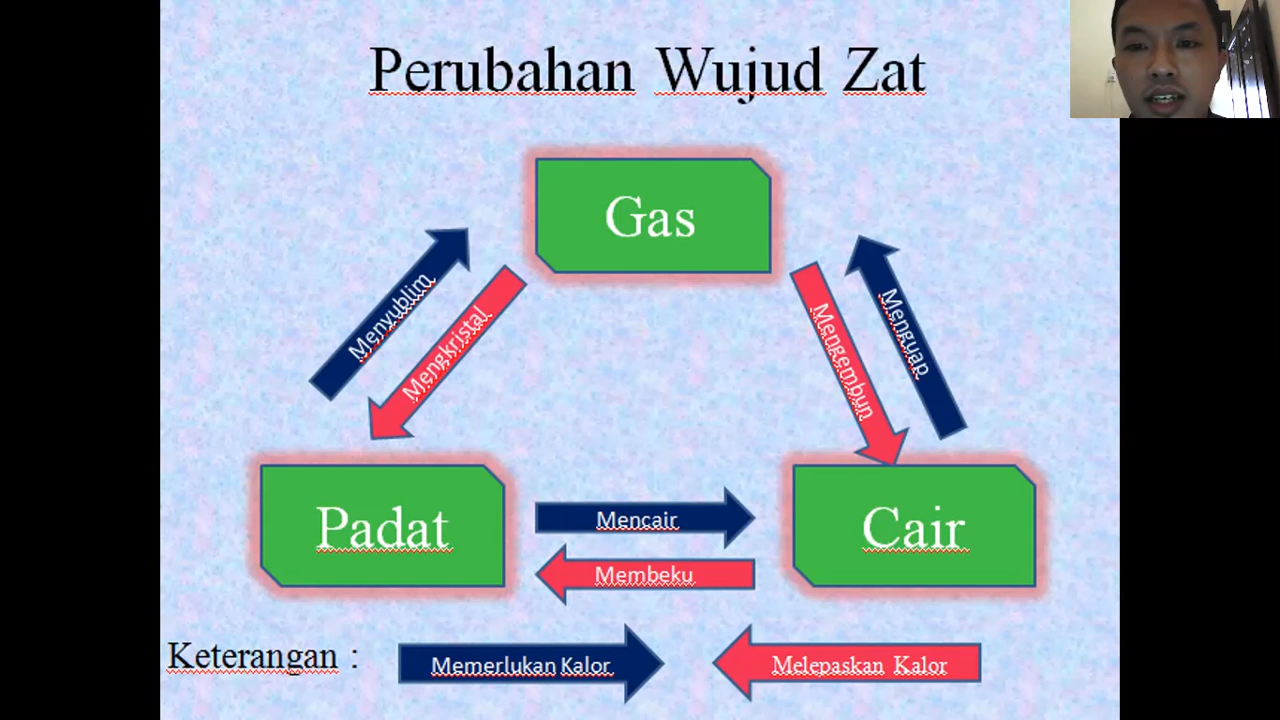 Perubahan Wujud Zat
Gas
Menyublim
Mengkristal
Mengembun
Menguap
Padat
Mencair
Membeku
Cair
Keterangan :
Memerlukan Kalor
Melepaskan Kalor